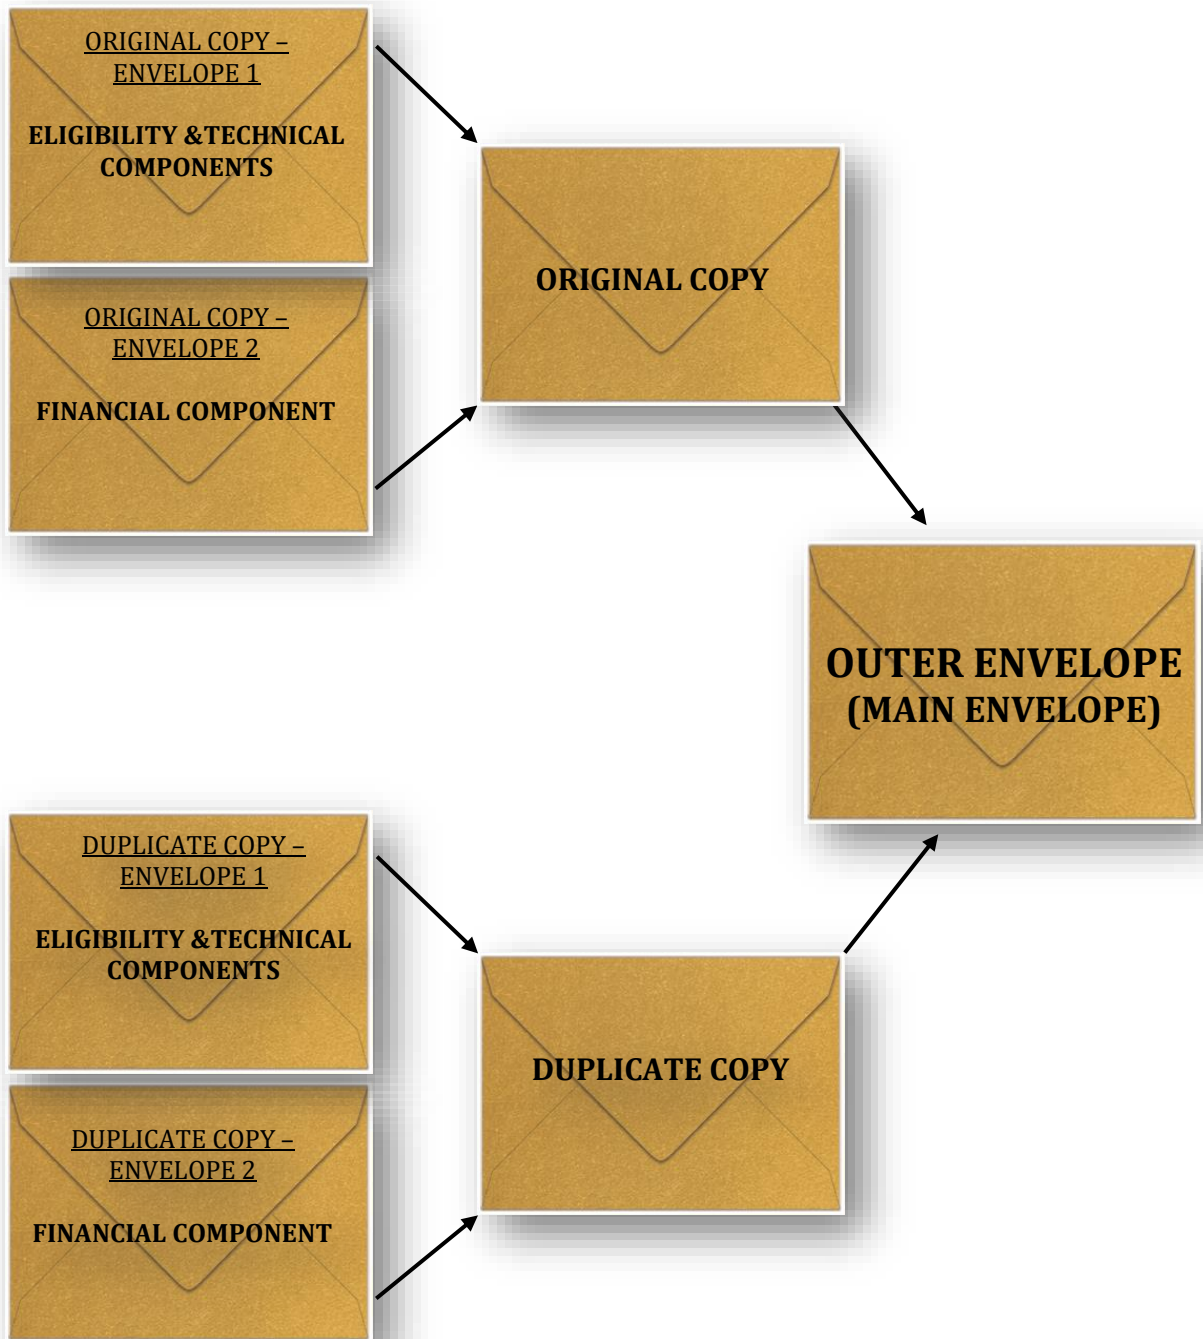 ORIGINAL COPY –
ENVELOPE 1
ELIGIBILITY &TECHNICAL
COMPONENTS
ORIGINAL COPY –
ENVELOPE 2
FINANCIAL COMPONENT
ORIGINAL COPY
OUTER ENVELOPE
(MAIN ENVELOPE)
DUPLICATE COPY –
ENVELOPE 1
ELIGIBILITY &TECHNICAL
COMPONENTS
DUPLICATE COPY –
ENVELOPE 2
FINANCIAL COMPONENT
DUPLICATE COPY